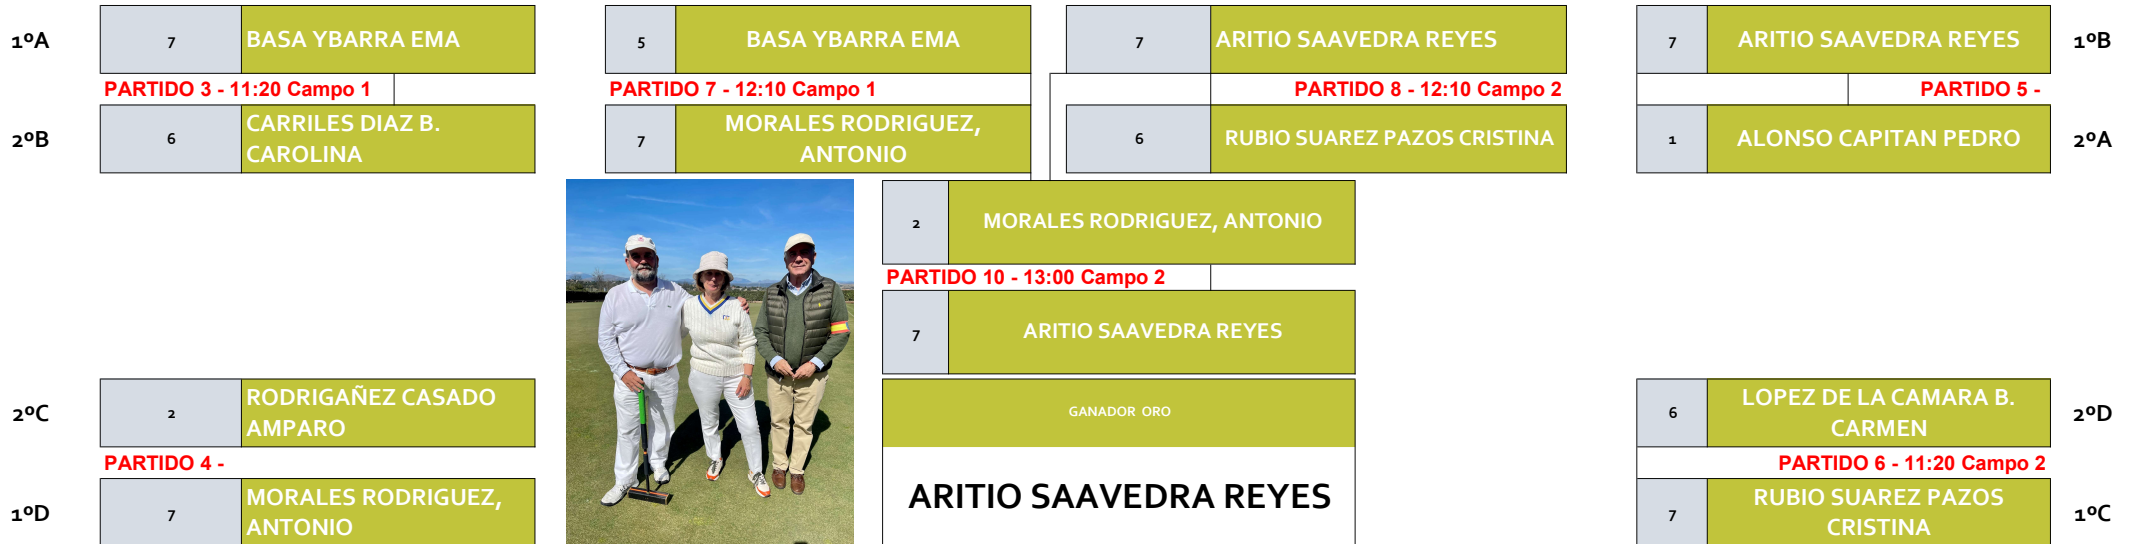 1ºA
7
BASA YBARRA EMA
PARTIDO 3 - 11:20 Campo 1
2ºB
6
CARRILES DIAZ B.
CAROLINA
5
BASA YBARRA EMA
PARTIDO 7 - 12:10 Campo 1
7
MORALES RODRIGUEZ,
ANTONIO
7
ARITIO SAAVEDRA REYES
PARTIDO 8 - 12:10 Campo 2
6
RUBIO SUAREZ PAZOS CRISTINA
7
ARITIO SAAVEDRA REYES
1ºB
PARTIDO 5 -
1
ALONSO CAPITAN PEDRO
2ºA
2
MORALES RODRIGUEZ, ANTONIO
PARTIDO 10 - 13:00 Campo 2
7
ARITIO SAAVEDRA REYES
GANADOR ORO
ARITIO SAAVEDRA REYES
2ºC
2
RODRIGAÑEZ CASADO
AMPARO
PARTIDO 4 -
1ºD
7
MORALES RODRIGUEZ,
ANTONIO
6
LOPEZ DE LA CAMARA B.
CARMEN
2ºD
PARTIDO 6 - 11:20 Campo 2
7
RUBIO SUAREZ PAZOS
CRISTINA
1ºC